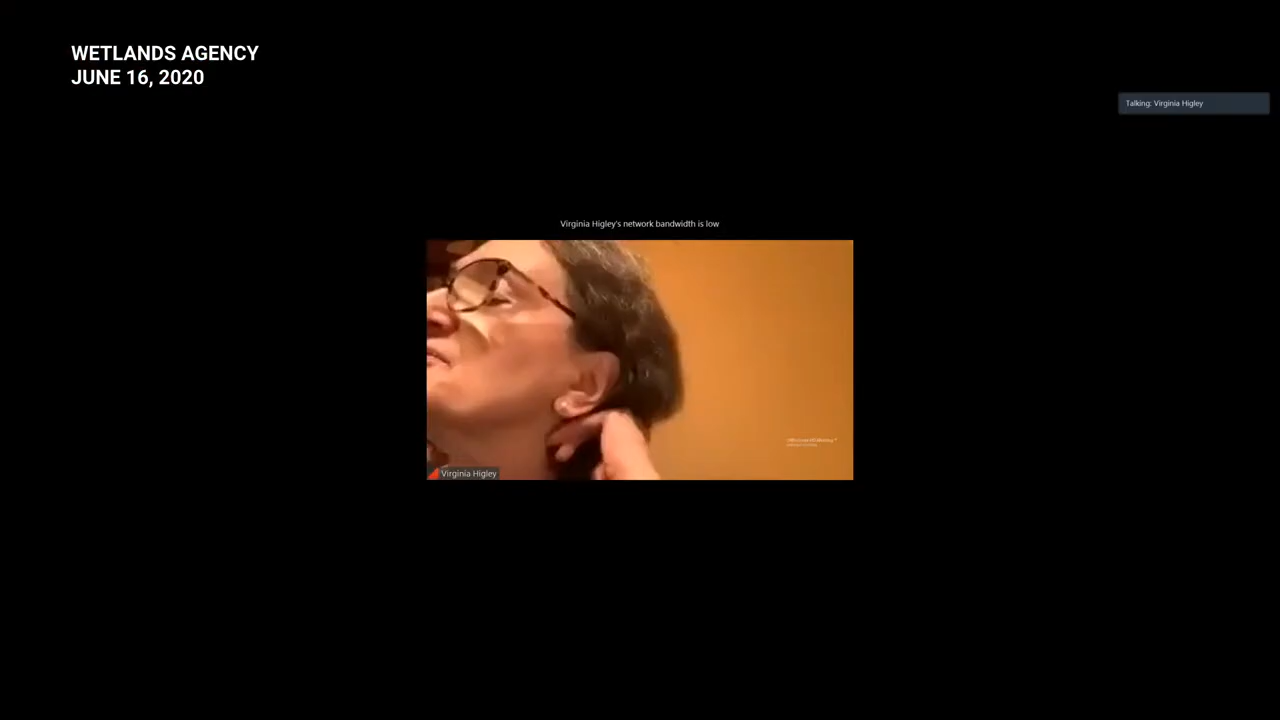 WETLANDS AGENCY
JUNE 16, 2020
Talking: Virginia Higley
Virginia Higley's network bandwidth is low
Virginia Higley